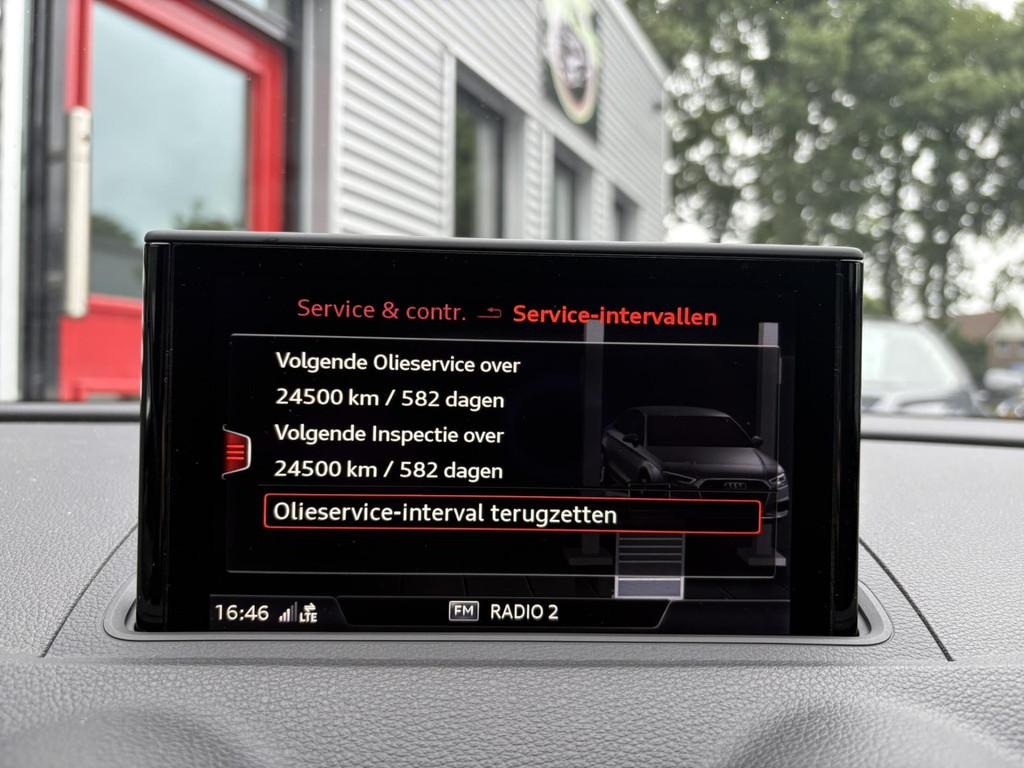 Service & contr. Service-intervallen
Volgende Olieservice over
24500 km / 582 dagen
Volgende Inspectie over
24500 km / 582 dagen
Olieservice-interval terugzetten
16:46 LTE FM RADIO 2